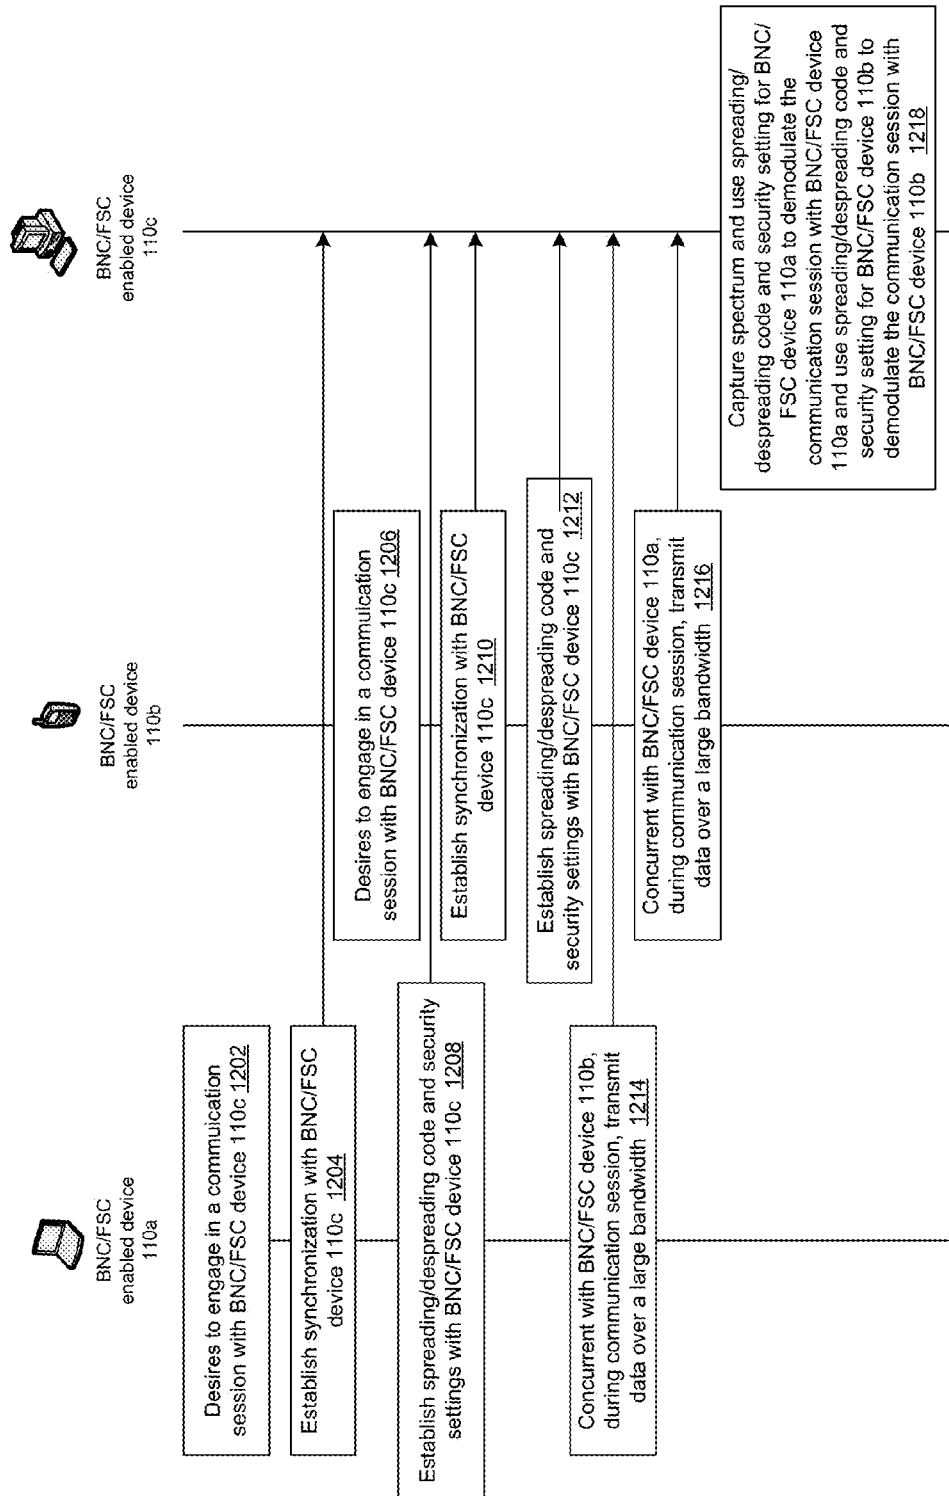 BNC/FSC
enabled device
110a
BNC/FSC
enabled device
110b
BNC/FSC
enabled device
110c
Desires to engage in a commuication
session with BNC/FSC device 110c 1202
Establish synchronization with BNC/FSC
device 110c 1204
Desires to engage in a commuication
session with BNC/FSC device 110c 1206
Establish spreading/despreading code and security
settings with BNC/FSC device 110c 1208
Establish synchronization with BNC/FSC
device 110c 1210
Establish spreading/despreading code and
security settings with BNC/FSC device 110c 1212
Concurrent with BNC/FSC device 110b,
during communication session, transmit
data over a large bandwidth 1214
Concurrent with BNC/FSC device 110a,
during communication session, transmit
data over a large bandwidth 1216
Capture spectrum and use spreading/
despreading code and security setting for BNC/
FSC device 110a to demodulate the
communication session with BNC/FSC device
110a and use spreading/despreading code and
security setting for BNC/FSC device 110b to
demodulate the communication session with
BNC/FSC device 110b 1218